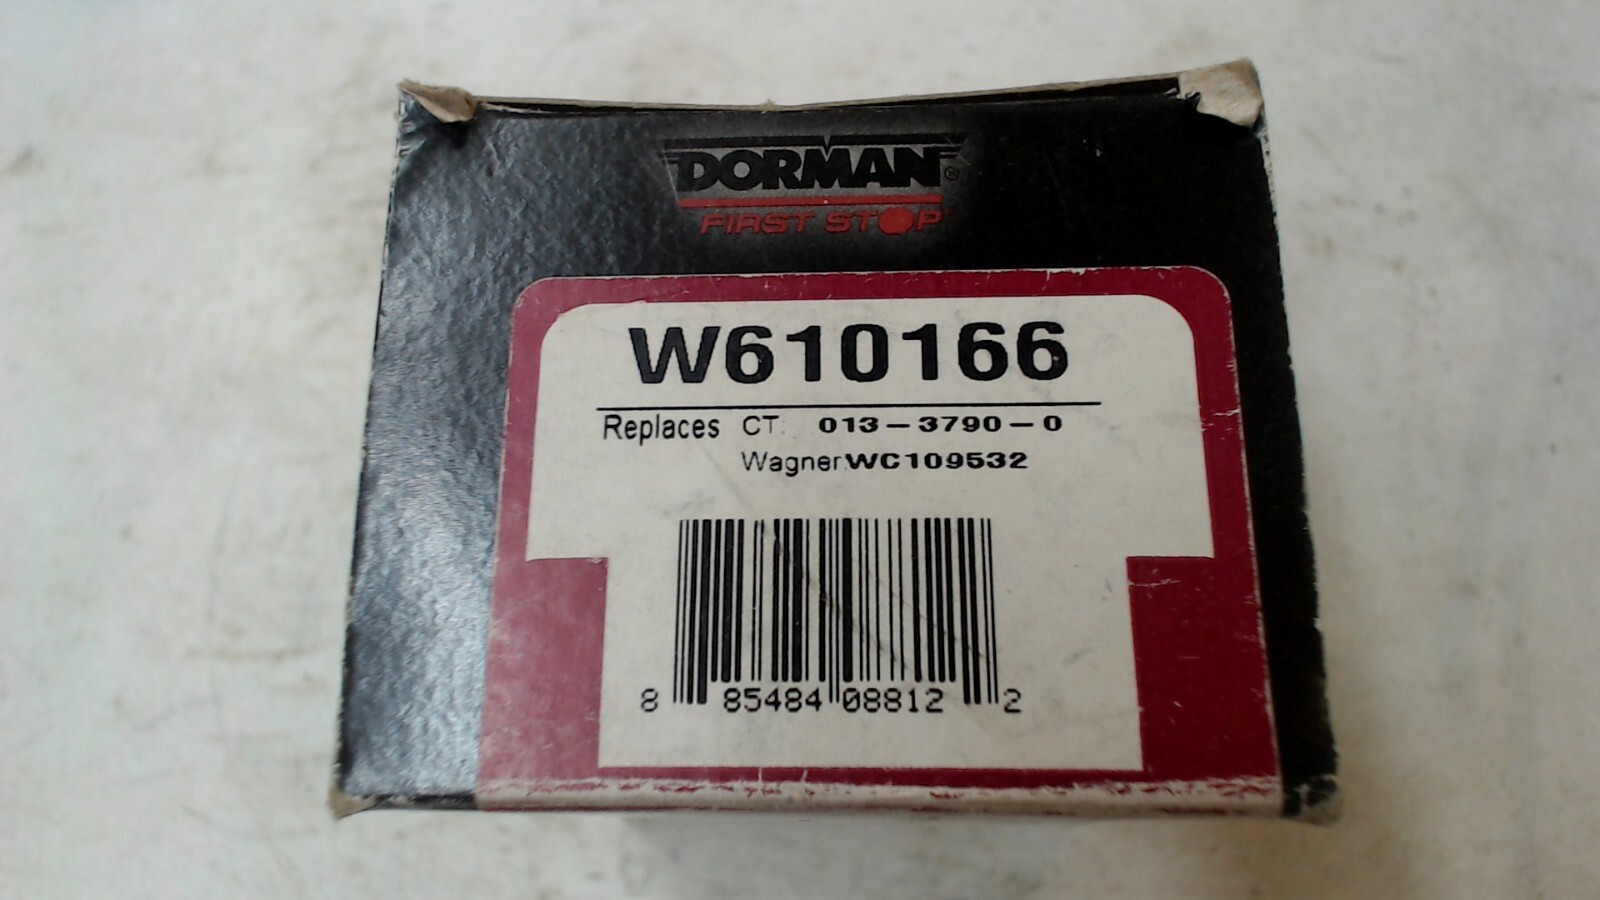 DORMAN®
FIRST STOP
W610166
Replaces CT: 013-3790-0
Wagner:WC109532
8 85484 08812 2